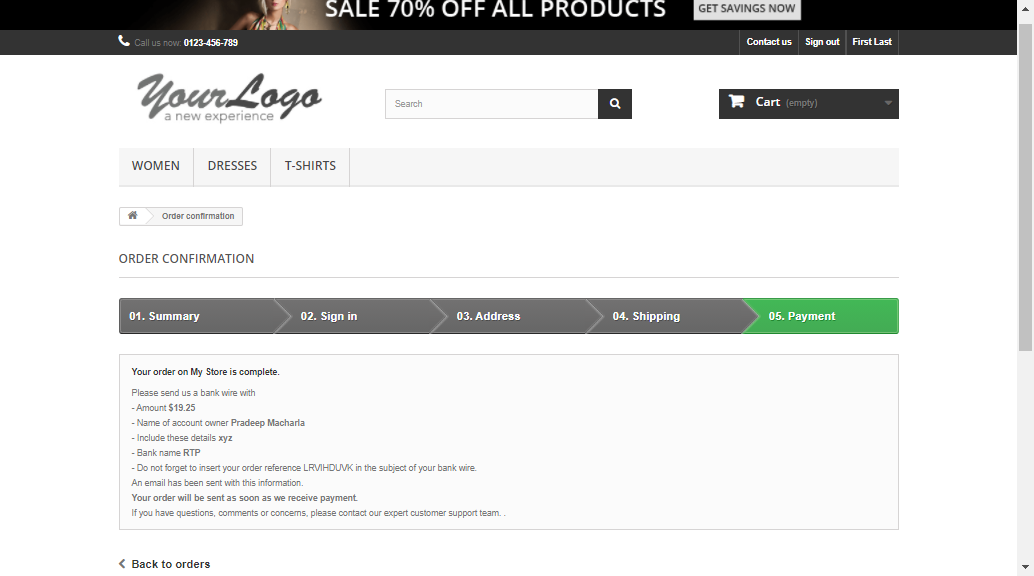 SALE 70% OFF ALL PRODUCTS GET SAVINGS NOW
Call us now: 0123-456-789 Contact us Sign out First Last
YourLogo
a new experience
Search
Cart (empty)
WOMEN DRESSES T-SHIRTS
Order confirmation
ORDER CONFIRMATION
01. Summary 02. Sign in 03. Address 04. Shipping 05. Payment
Your order on My Store is complete.
Please send us a bank wire with
- Amount $19.25
- Name of account owner Pradeep Macharla
- Include these details xyz
- Bank name RTP
- Do not forget to insert your order reference LRVIHDUVK in the subject of your bank wire.
An email has been sent with this information.
Your order will be sent as soon as we receive payment.
If you have questions, comments or concerns, please contact our expert customer support team. .
Back to orders